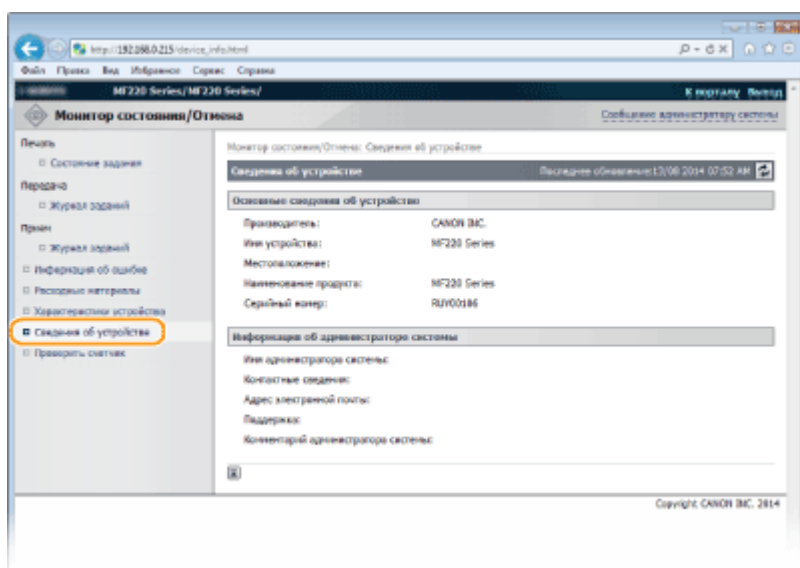 http://192.168.0.215/device_info.html
Файл Правка Вид Избранное Сервис Справка
MF220 Series/MF220 Series/
К порталу Выход
Монитор состояния/Отмена
Сообщение администратору системы
Печать
Состояние задания
Передача
Журнал заданий
Прием
Журнал заданий
Информация об ошибке
Расходные материалы
Характеристики устройства
Сведения об устройстве
Проверить счетчик
Монитор состояния/Отмена: Сведения об устройстве
Сведения об устройстве
Последнее обновление:13/08 2014 07:52 AM
Основные сведения об устройстве
Производитель: CANON INC.
Имя устройства: MF220 Series
Местоположение:
Наименование продукта: MF220 Series
Серийный номер: RUY00186
Информация об администраторе системы
Имя администратора системы:
Контактные сведения:
Адрес электронной почты:
Поддержка:
Комментарий администратора системы:
Copyright CANON INC. 2014